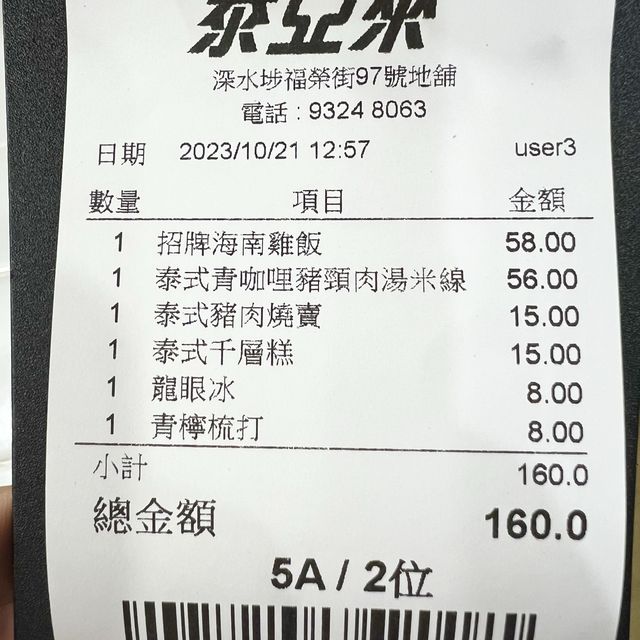 泰亞來
深水埗福榮街97號地舖
電話 : 9324 8063
日期 2023/10/21 12:57 user3
數量 項目 金額
1 招牌海南雞飯 58.00
1 泰式青咖哩豬頸肉湯米線 56.00
1 泰式豬肉燒賣 15.00
1 泰式千層糕 15.00
1 龍眼冰 8.00
1 青檸梳打 8.00
小計 160.0
總金額 160.0
5A / 2位